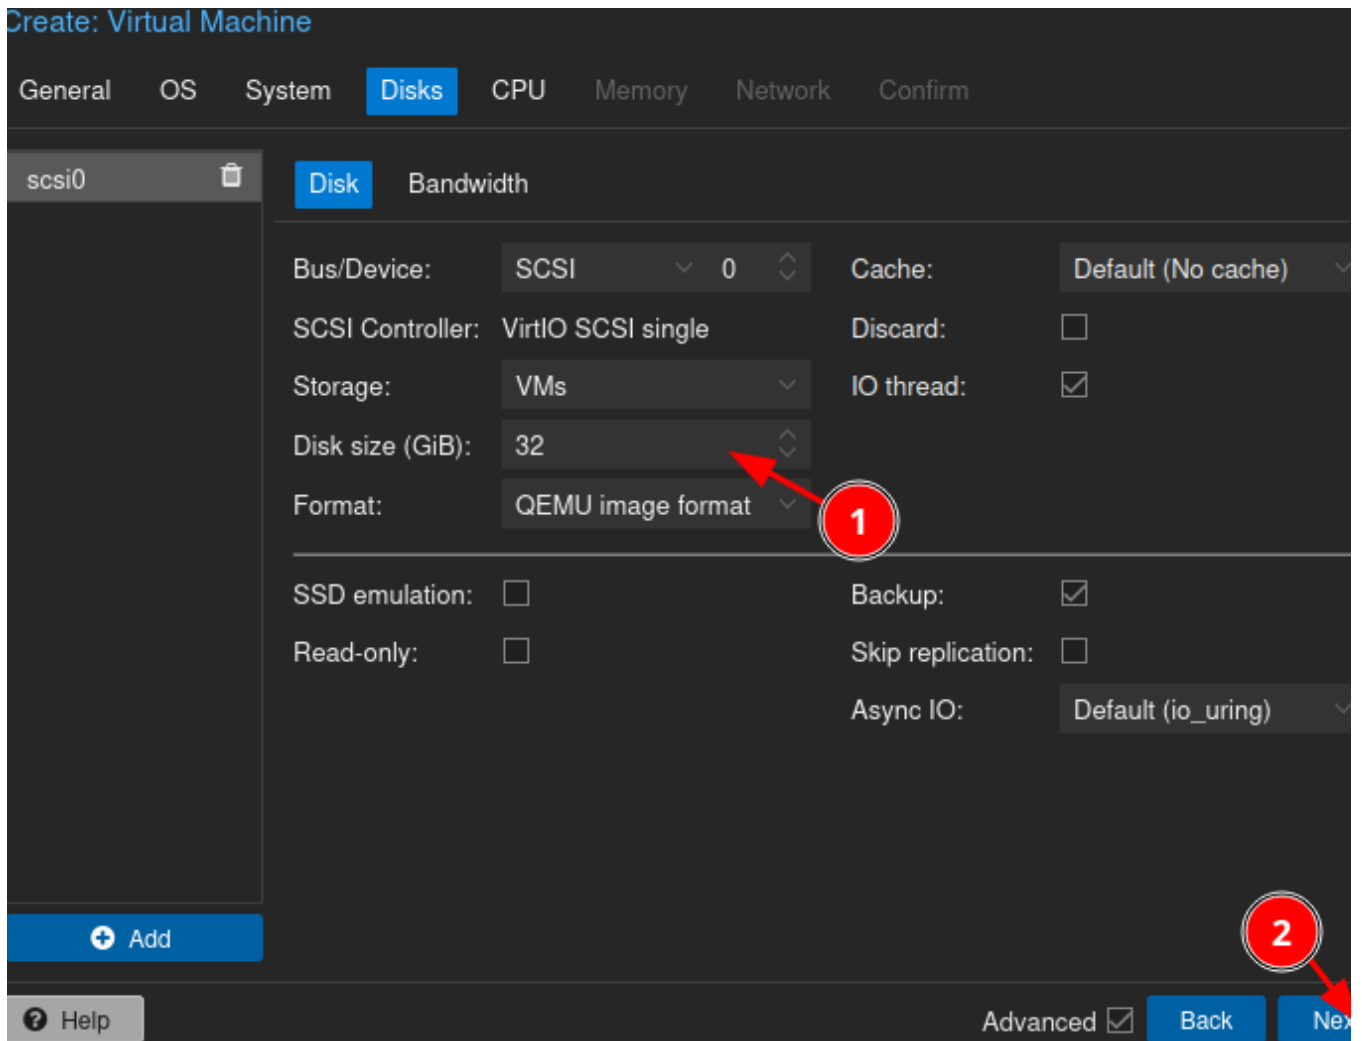 Create: Virtual Machine
General OS System Disks CPU Memory Network Confirm
scsi0
Disk Bandwidth
Bus/Device: SCSI 0 Cache: Default (No cache)
SCSI Controller: VirtIO SCSI single Discard:
Storage: VMs IO thread:
Disk size (GiB): 32
Format: QEMU image format
1
SSD emulation: Backup:
Read-only: Skip replication:
Async IO: Default (io_uring)
Add
2
Help Advanced Back Nex